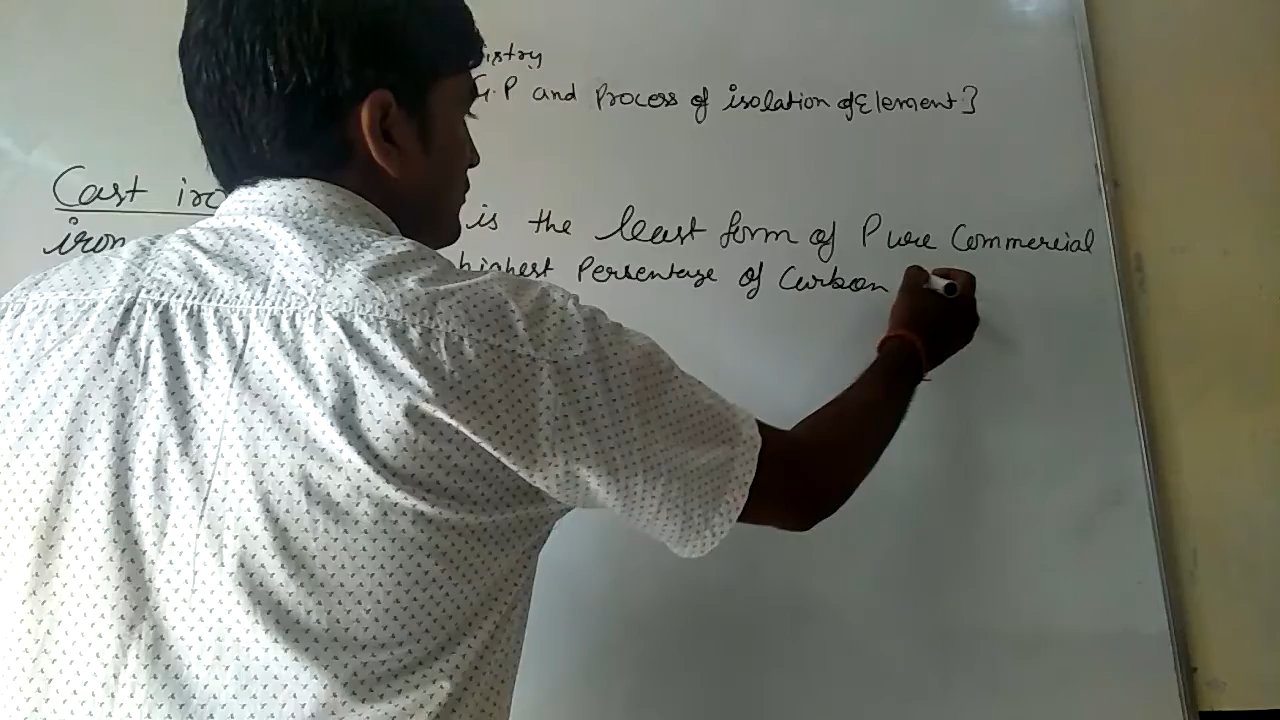 istry
G.P and Process of isolation of Element}
Cast iro
is the least form of Pure Commercial
iron highest Persentage of Carbon